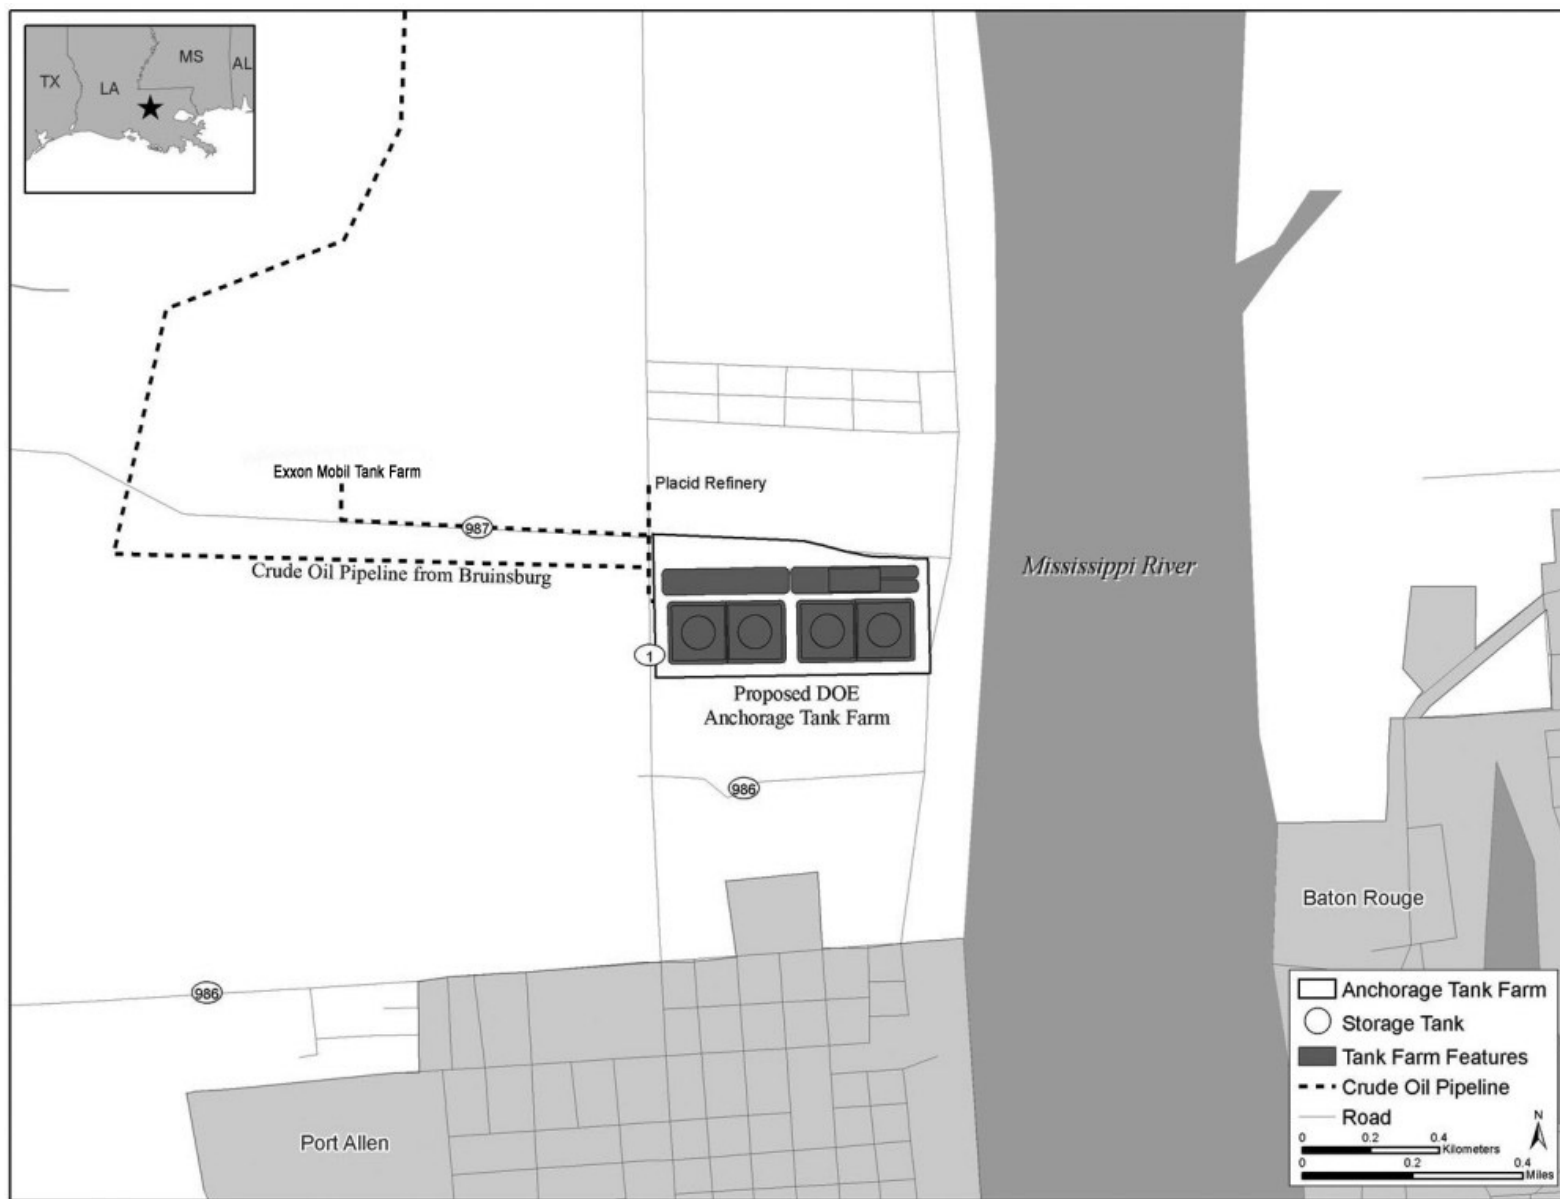 TX
LA
MS
AL
Exxon Mobil Tank Farm
Placid Refinery
987
Crude Oil Pipeline from Bruinsburg
Mississippi River
1
Proposed DOE
Anchorage Tank Farm
986
Baton Rouge
986
Port Allen
Anchorage Tank Farm
Storage Tank
Tank Farm Features
Crude Oil Pipeline
Road
N
0 0.2 0.4
Kilometers
0 0.2 0.4
Miles